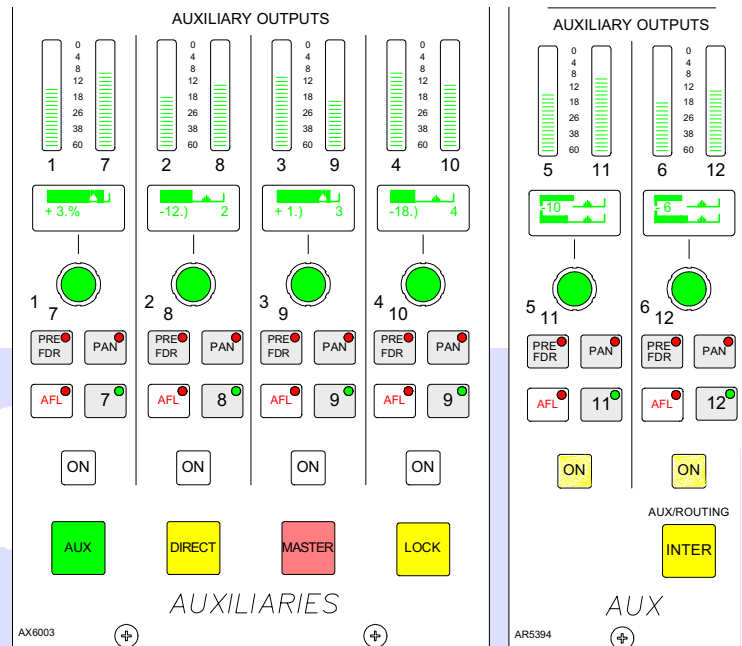 AUXILIARY OUTPUTS
0 0 0 0
4 4 4 4
8 8 8 8
12 12 12 12
18 18 18 18
26 26 26 26
38 38 38 38
60 60 60 60
1 7 2 8 3 9 4 10
+ 3.% -12.) 2 + 1.) 3 -18.) 4
1 7 2 8 3 9 4 10
PRE FDR PAN PRE FDR PAN PRE FDR PAN PRE FDR PAN
AFL 7 AFL 8 AFL 9 AFL 9
ON ON ON ON
AUX DIRECT MASTER LOCK
AUXILIARIES
AX6003
AUXILIARY OUTPUTS
0 0
4 4
8 8
12 12
18 18
26 26
38 38
60 60
5 11 6 12
-10 - 6
5 11 6 12
PRE FDR PAN PRE FDR PAN
AFL 11 AFL 12
ON ON
AUX/ROUTING
INTER
AUX
AR5394